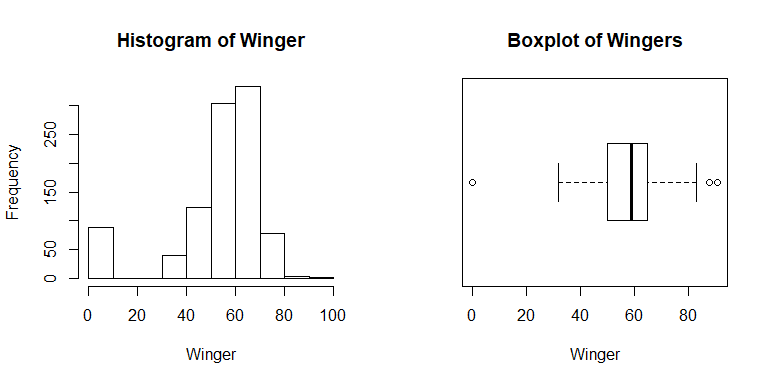 Histogram of Winger
Frequency
0
50
150
250
0 20 40 60 80 100
Winger
Boxplot of Wingers
0 20 40 60 80
Winger